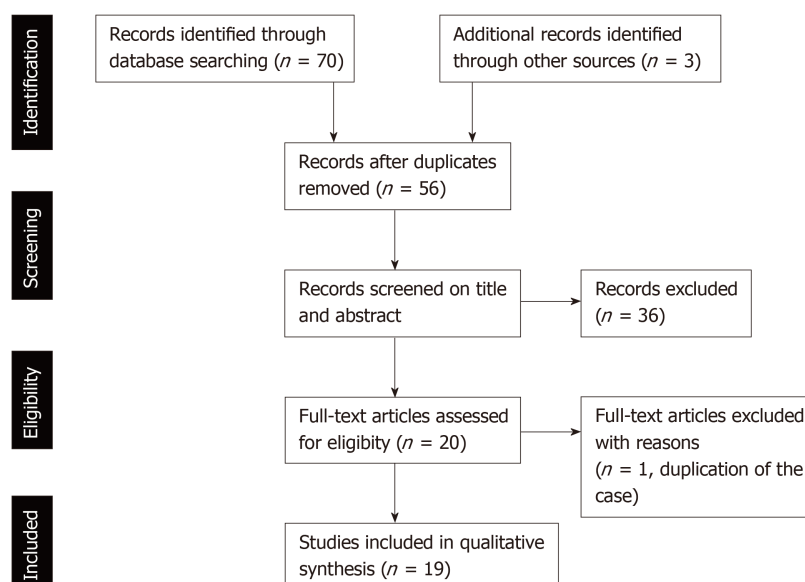 Identification
Records identified through
database searching (n = 70)
Additional records identified
through other sources (n = 3)
Records after duplicates
removed (n = 56)
Screening
Records screened on title
and abstract
Records excluded
(n = 36)
Eligibility
Full-text articles assessed
for eligibity (n = 20)
Full-text articles excluded
with reasons
(n = 1, duplication of the
case)
Included
Studies included in qualitative
synthesis (n = 19)